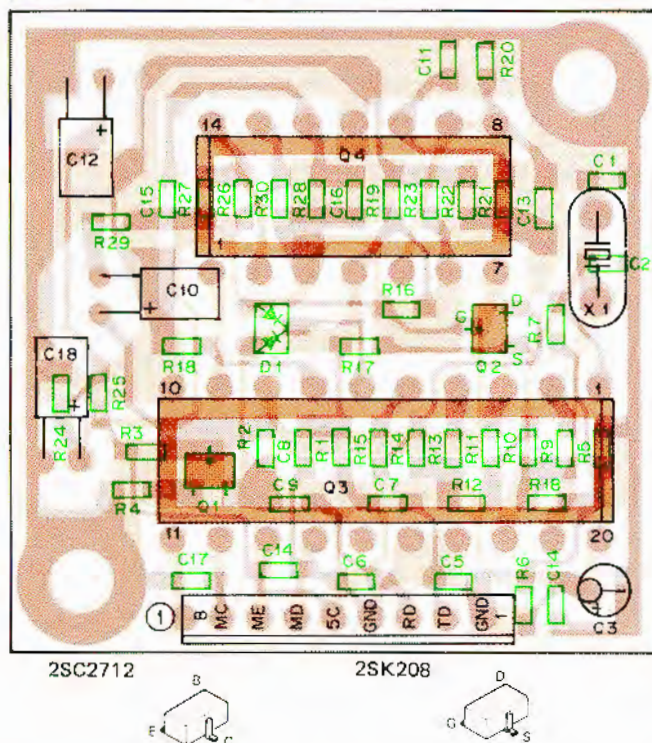 C11
R20
C12
14
8
Q4
C1
C15
R27
R26
R30
R28
C16
R19
R23
R22
R21
C13
R29
1
7
C2
X1
C10
R16
D
G
S
Q2
R7
R18
D1
R17
C18
10
1
R25
R24
R3
R2
C8
R1
R15
R14
R13
R11
R10
R9
R5
R4
Q1
C9
Q3
C7
R12
R18
11
20
C17
C14
C6
C5
R6
C14
C3
1
8 MC ME MD 5C GND RD TD GND 1
2SC2712 2SK208
B
E
C
D
G
S